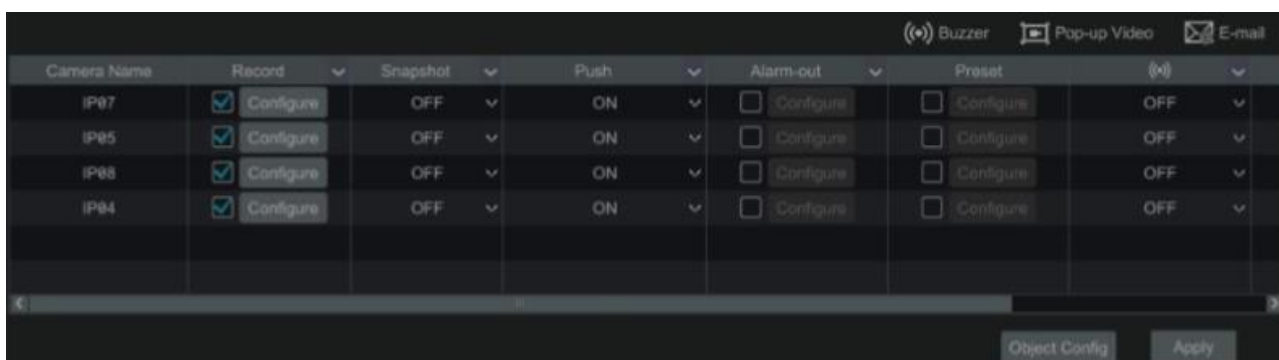 Buzzer Pop-up Video E-mail
Camera Name Record Snapshot Push Alarm-out Preset
IP07 Configure OFF ON Configure Configure OFF
IP05 Configure OFF ON Configure Configure OFF
IP08 Configure OFF ON Configure Configure OFF
IP04 Configure OFF ON Configure Configure OFF
Object Config Apply